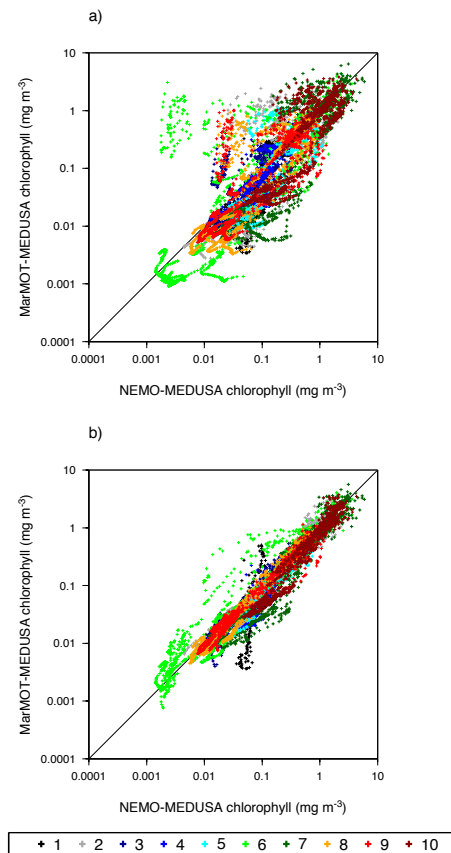 a)
10
1
0.1
0.01
0.001
0.0001
MarMOT-MEDUSA chlorophyll (mg m⁻³)
0.0001 0.001 0.01 0.1 1 10
NEMO-MEDUSA chlorophyll (mg m⁻³)
b)
10
1
0.1
0.01
0.001
0.0001
MarMOT-MEDUSA chlorophyll (mg m⁻³)
0.0001 0.001 0.01 0.1 1 10
NEMO-MEDUSA chlorophyll (mg m⁻³)
1 2 3 4 5 6 7 8 9 10